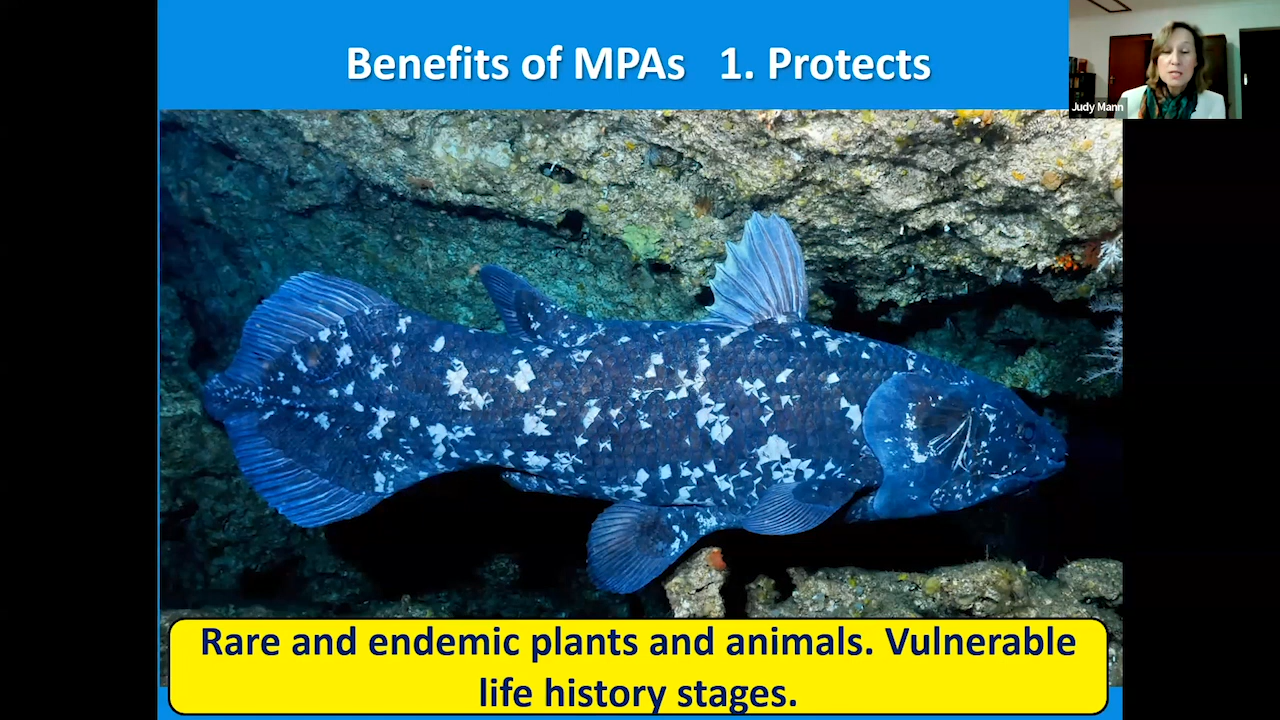 Benefits of MPAs 1. Protects
Judy Mann
Rare and endemic plants and animals. Vulnerable
life history stages.